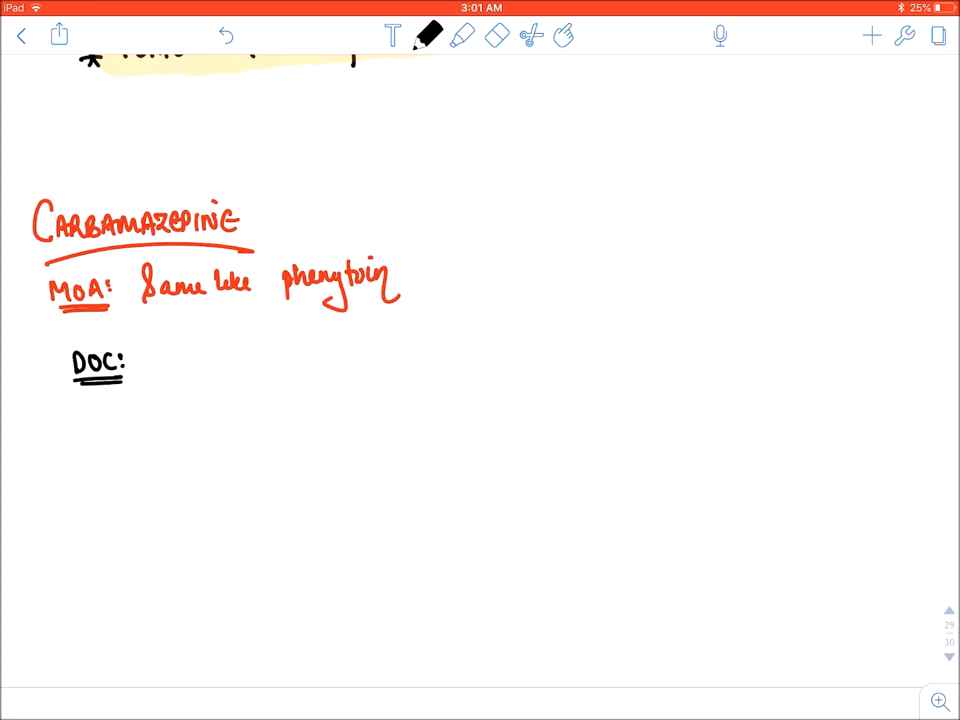 iPad 3:01 AM 25%
T
CARBAMAZEPINE
MOA: Same like phenytoin
DOC:
29
30